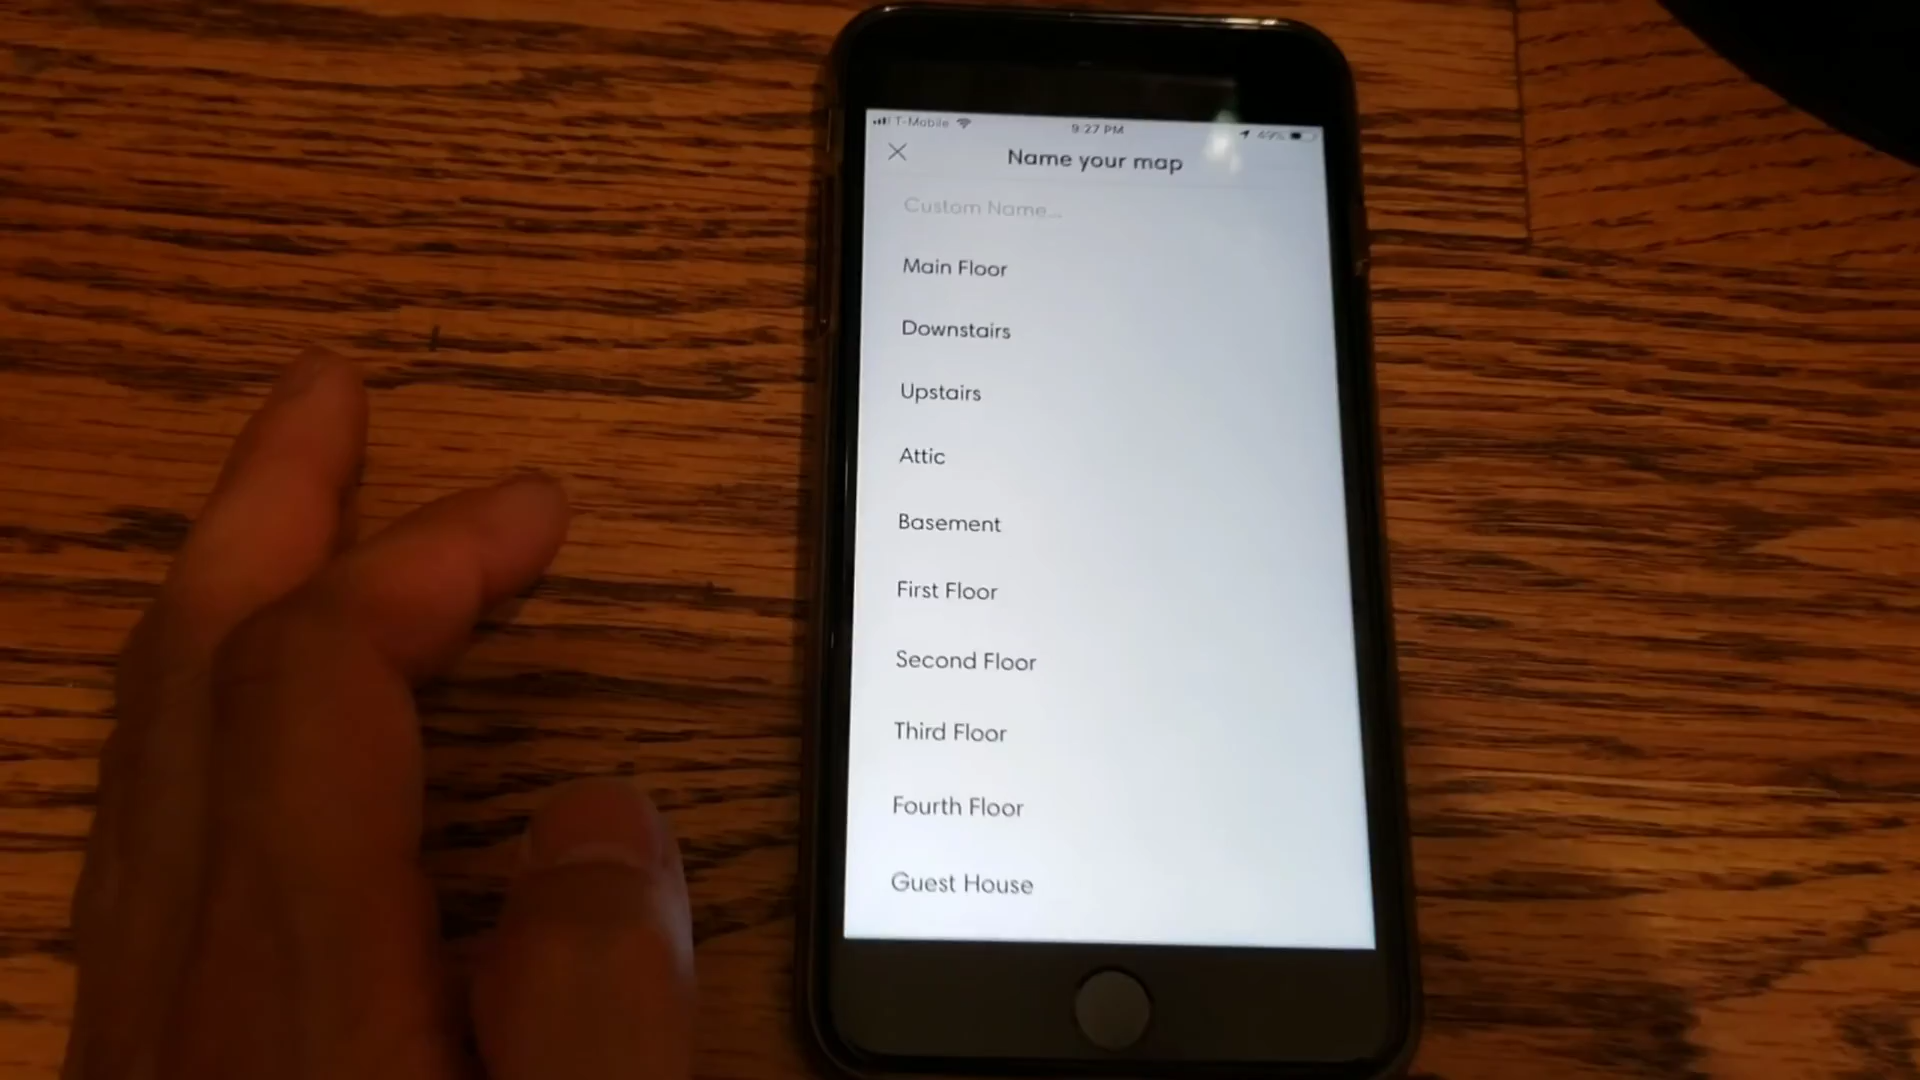 T-Mobile 9:27 PM 49%
Name your map
Custom Name...
Main Floor
Downstairs
Upstairs
Attic
Basement
First Floor
Second Floor
Third Floor
Fourth Floor
Guest House